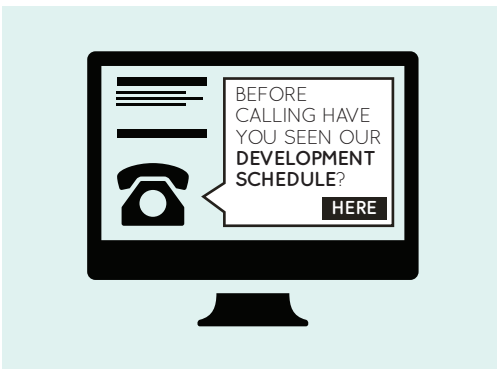 BEFORE
CALLING HAVE
YOU SEEN OUR
DEVELOPMENT
SCHEDULE?
HERE